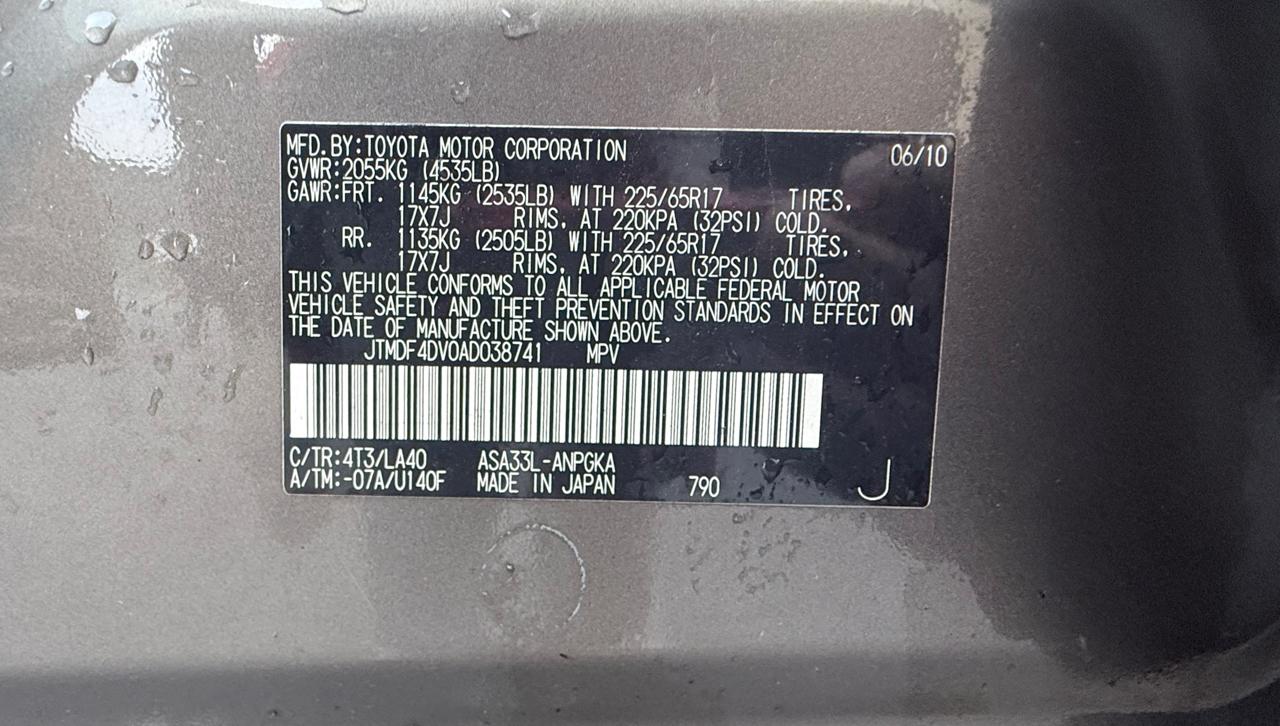 MFD. BY: TOYOTA MOTOR CORPORATION 06/10
GVWR: 2055KG (4535LB)
GAWR: FRT. 1145KG (2535LB) WITH 225/65R17 TIRES,
17X7J RIMS, AT 220KPA (32PSI) COLD.
RR. 1135KG (2505LB) WITH 225/65R17 TIRES,
17X7J RIMS, AT 220KPA (32PSI) COLD.
THIS VEHICLE CONFORMS TO ALL APPLICABLE FEDERAL MOTOR
VEHICLE SAFETY AND THEFT PREVENTION STANDARDS IN EFFECT ON
THE DATE OF MANUFACTURE SHOWN ABOVE.
JTMDF4DV0AD038741 MPV
C/TR: 4T3/LA40 ASA33L-ANPGKA
A/TM: -07A/U140F MADE IN JAPAN 790 J